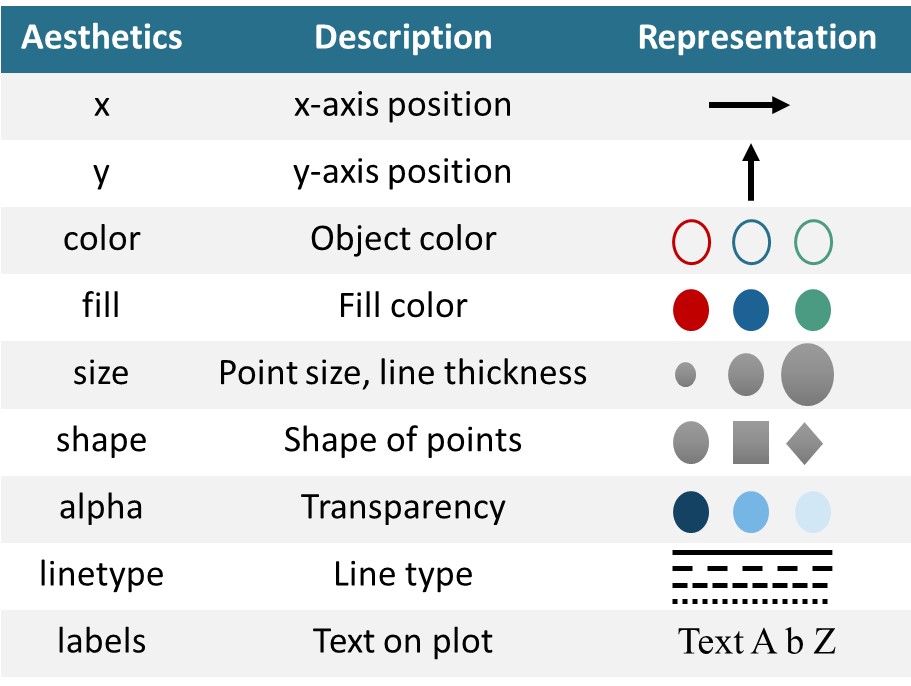 Aesthetics Description Representation
x x-axis position
y y-axis position
color Object color
fill Fill color
size Point size, line thickness
shape Shape of points
alpha Transparency
linetype Line type
labels Text on plot Text A b Z